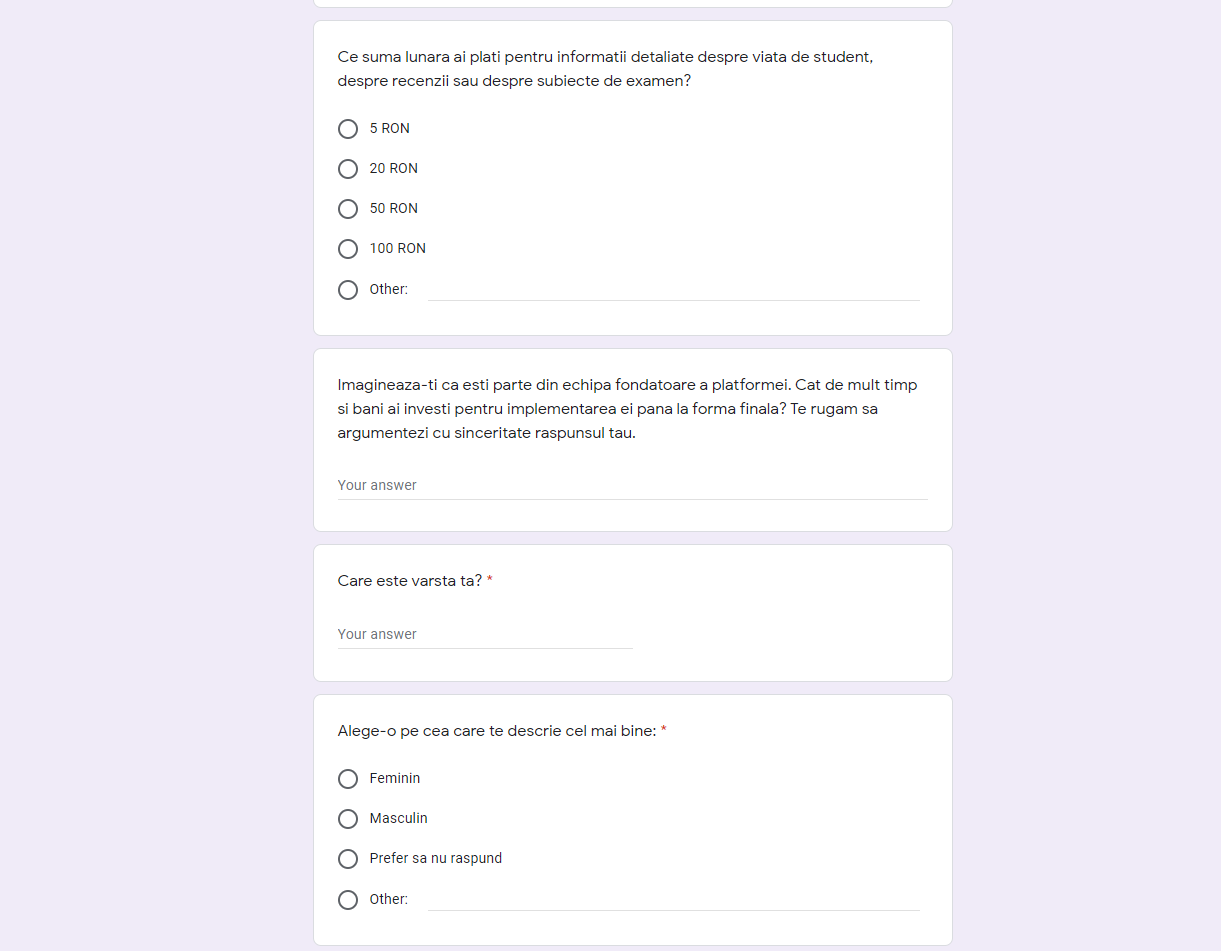 Ce suma lunara ai plati pentru informatii detaliate despre viata de student,
despre recenzii sau despre subiecte de examen?
5 RON
20 RON
50 RON
100 RON
Other:
Imagineaza-ti ca esti parte din echipa fondatoare a platformei. Cat de mult timp
si bani ai investi pentru implementarea ei pana la forma finala? Te rugam sa
argumentezi cu sinceritate raspunsul tau.
Your answer
Care este varsta ta? *
Your answer
Alege-o pe cea care te descrie cel mai bine: *
Feminin
Masculin
Prefer sa nu raspund
Other: